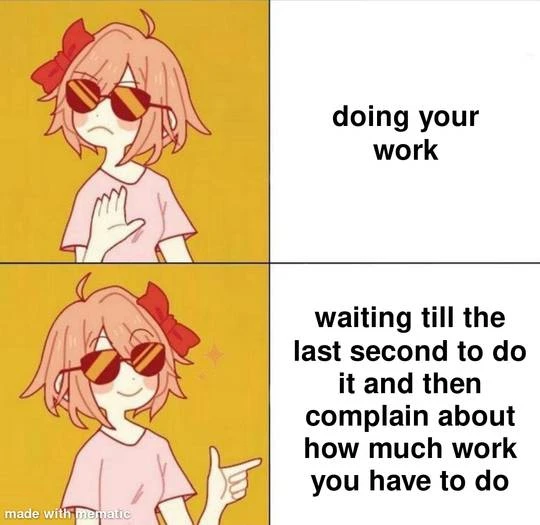 doing your
work
waiting till the
last second to do
it and then
complain about
how much work
you have to do
made with mematic